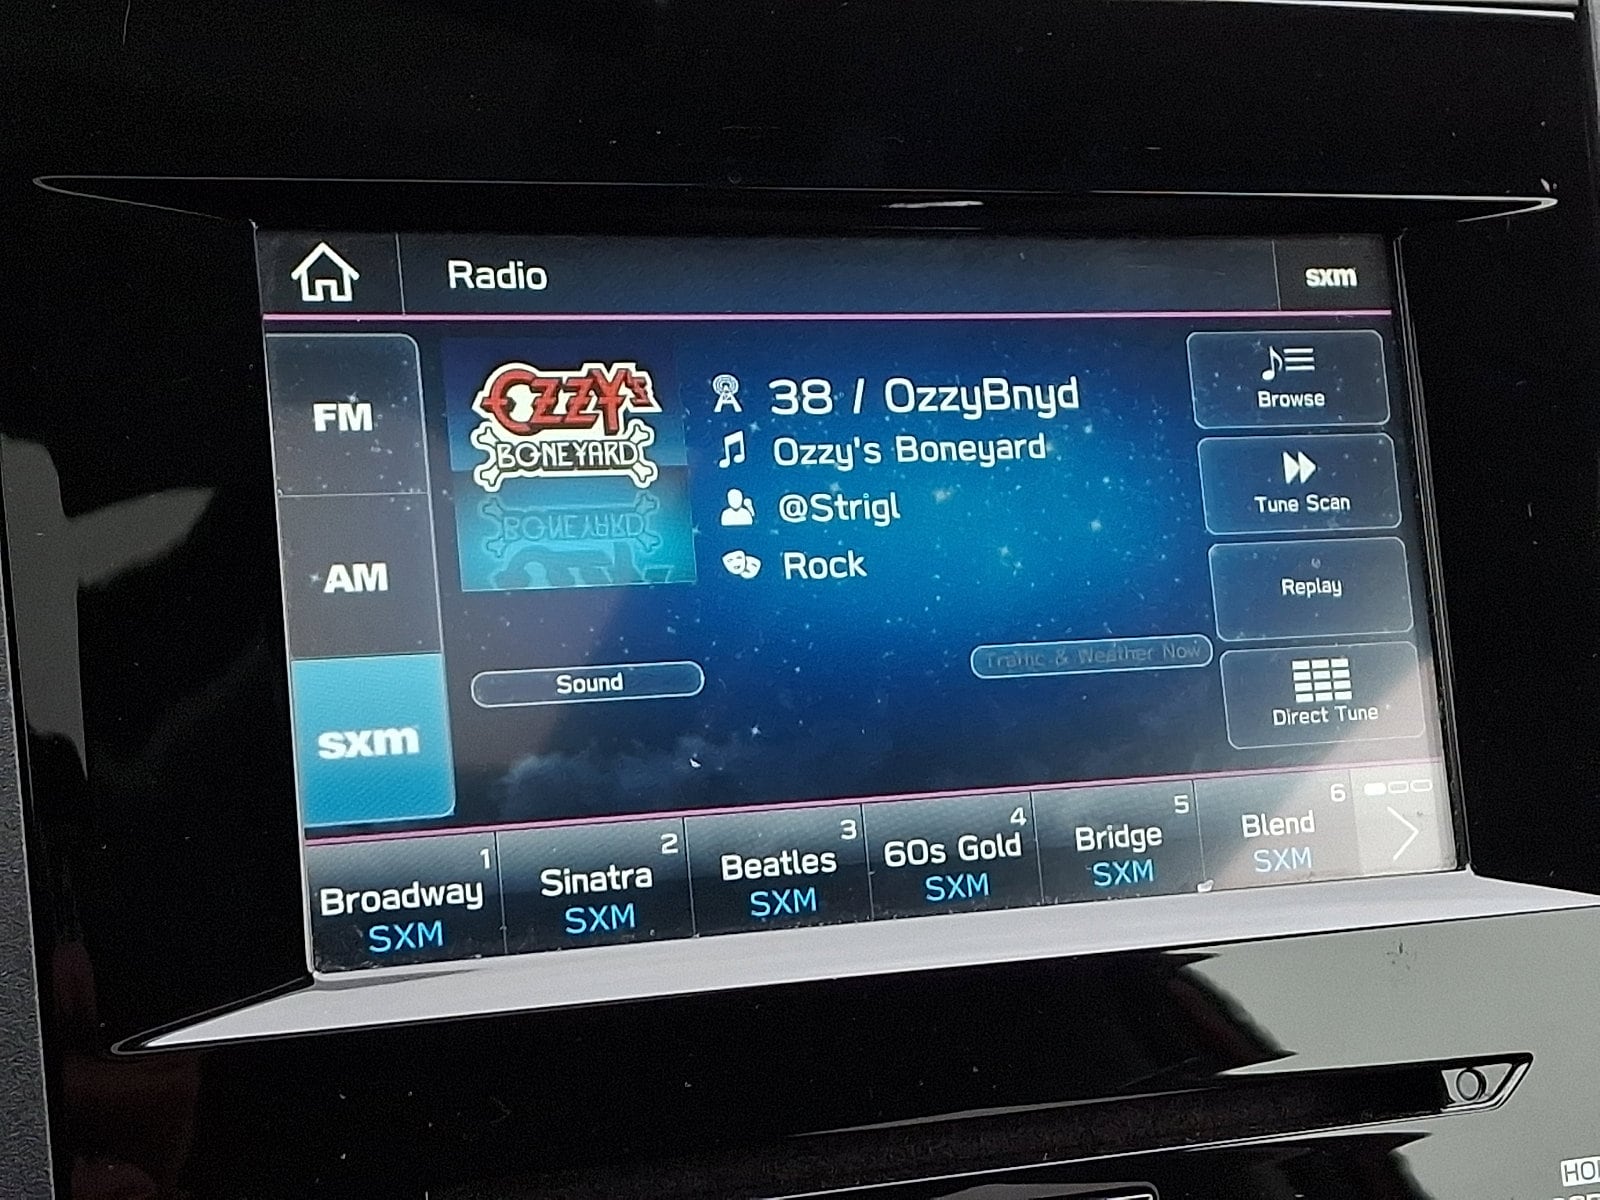 Radio
sxm
FM
AM
sxm
OZZY's
BONEYARD
38 / OzzyBnyd
Ozzy's Boneyard
@Strigl
Rock
Browse
Tune Scan
Replay
Direct Tune
Sound
Traffic & Weather Now
1
Broadway
SXM
2
Sinatra
SXM
3
Beatles
SXM
4
60s Gold
SXM
5
Bridge
SXM
6
Blend
SXM